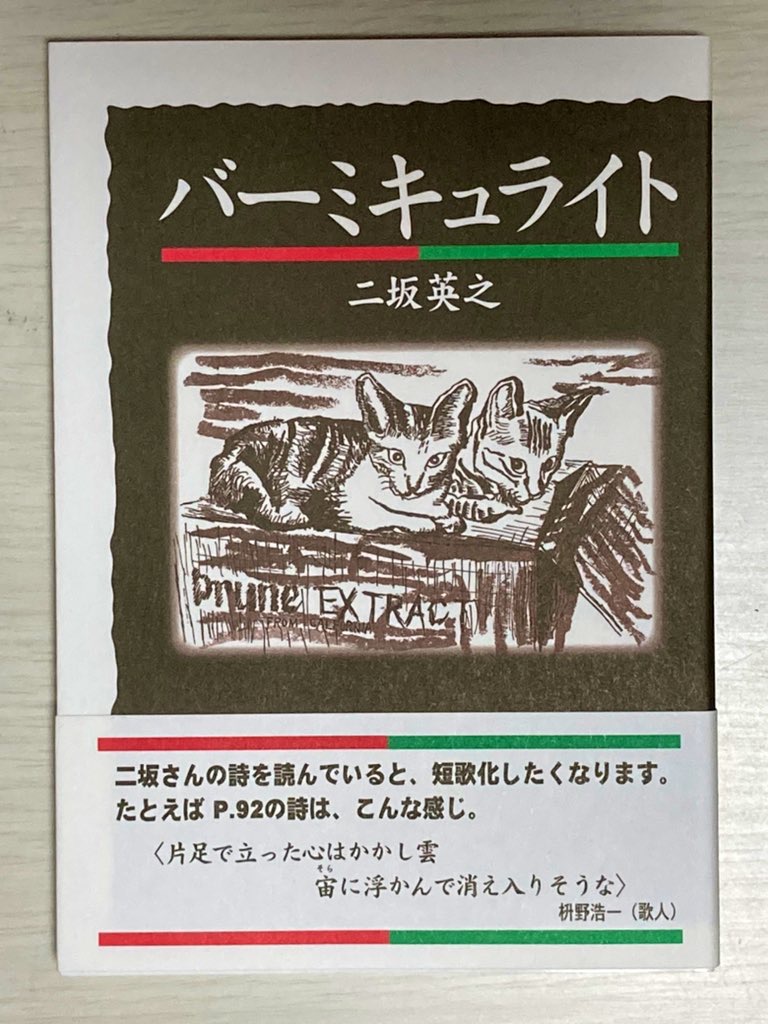 バーミキュライト
二坂英之
prune EXTRACT
FROM CALIFORNIA
二坂さんの詩を読んでいると、短歌化したくなります。
たとえば P.92の詩は、こんな感じ。
〈片足で立った心はかかし雲
そら
宙に浮かんで消え入りそうな〉
枡野浩一（歌人）